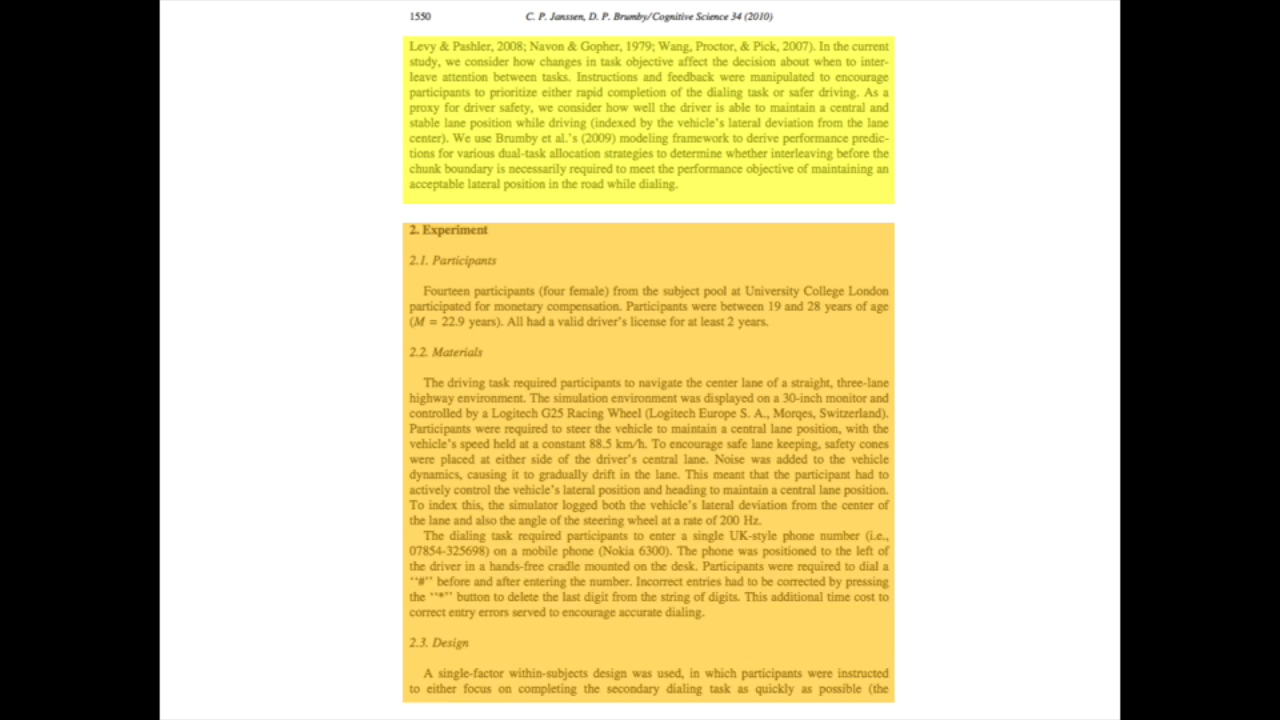 1550
C. P. Janssen, D. P. Brumby/Cognitive Science 34 (2010)
Levy & Pashler, 2008; Navon & Gopher, 1979; Wang, Proctor, & Pick, 2007). In the current
study, we consider how changes in task objective affect the decision about when to inter-
leave attention between tasks. Instructions and feedback were manipulated to encourage
participants to prioritize either rapid completion of the dialing task or safer driving. As a
proxy for driver safety, we consider how well the driver is able to maintain a central and
stable lane position while driving (indexed by the vehicle's lateral deviation from the lane
center). We use Brumby et al.'s (2009) modeling framework to derive performance predic-
tions for various dual-task allocation strategies to determine whether interleaving before the
chunk boundary is necessarily required to meet the performance objective of maintaining an
acceptable lateral position in the road while dialing.
2. Experiment
2.1. Participants
Fourteen participants (four female) from the subject pool at University College London
participated for monetary compensation. Participants were between 19 and 28 years of age
(M = 22.9 years). All had a valid driver's license for at least 2 years.
2.2. Materials
The driving task required participants to navigate the center lane of a straight, three-lane
highway environment. The simulation environment was displayed on a 30-inch monitor and
controlled by a Logitech G25 Racing Wheel (Logitech Europe S. A., Morges, Switzerland).
Participants were required to steer the vehicle to maintain a central lane position, with the
vehicle's speed held at a constant 88.5 km/h. To encourage safe lane keeping, safety cones
were placed at either side of the driver's central lane. Noise was added to the vehicle
dynamics, causing it to gradually drift in the lane. This meant that the participant had to
actively control the vehicle's lateral position and heading to maintain a central lane position.
To index this, the simulator logged both the vehicle's lateral deviation from the center of
the lane and also the angle of the steering wheel at a rate of 200 Hz.
The dialing task required participants to enter a single UK-style phone number (i.e.,
07854-325698) on a mobile phone (Nokia 6300). The phone was positioned to the left of
the driver in a hands-free cradle mounted on the desk. Participants were required to dial a
''#'' before and after entering the number. Incorrect entries had to be corrected by pressing
the ''*'' button to delete the last digit from the string of digits. This additional time cost to
correct entry errors served to encourage accurate dialing.
2.3. Design
A single-factor within-subjects design was used, in which participants were instructed
to either focus on completing the secondary dialing task as quickly as possible (the